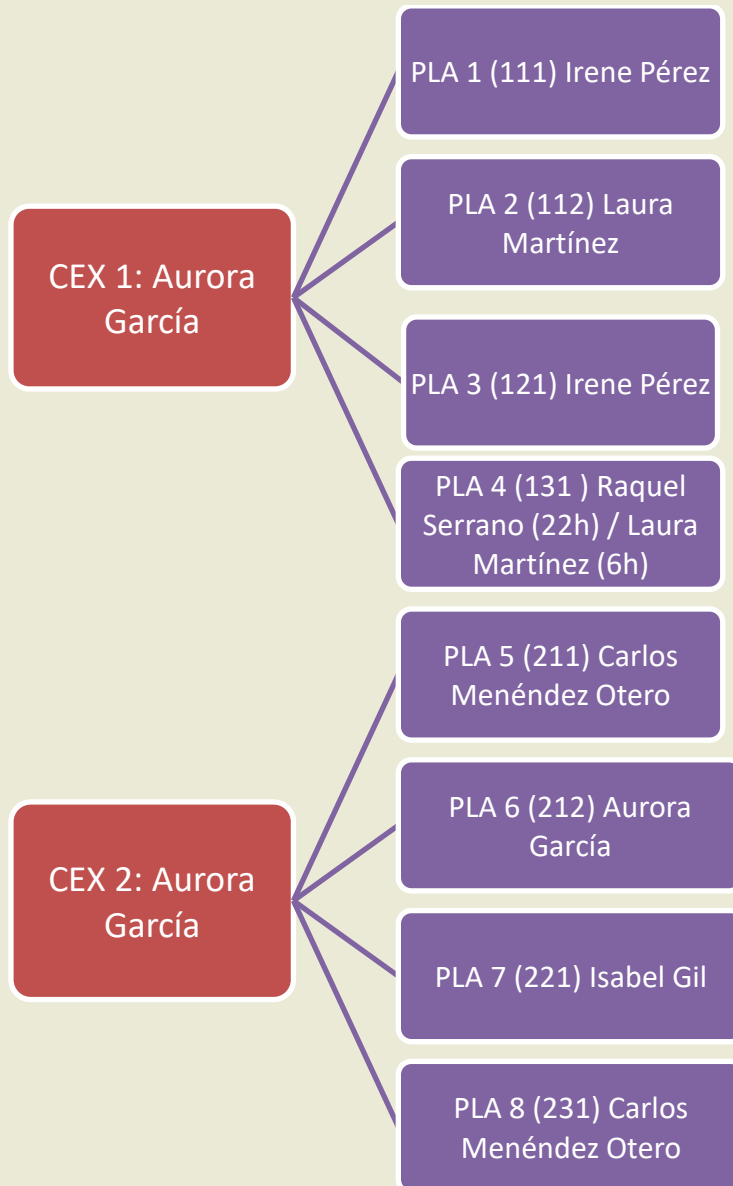 CEX 1: Aurora
García
PLA 1 (111) Irene Pérez
PLA 2 (112) Laura
Martínez
PLA 3 (121) Irene Pérez
PLA 4 (131 ) Raquel
Serrano (22h) / Laura
Martínez (6h)
CEX 2: Aurora
García
PLA 5 (211) Carlos
Menéndez Otero
PLA 6 (212) Aurora
García
PLA 7 (221) Isabel Gil
PLA 8 (231) Carlos
Menéndez Otero